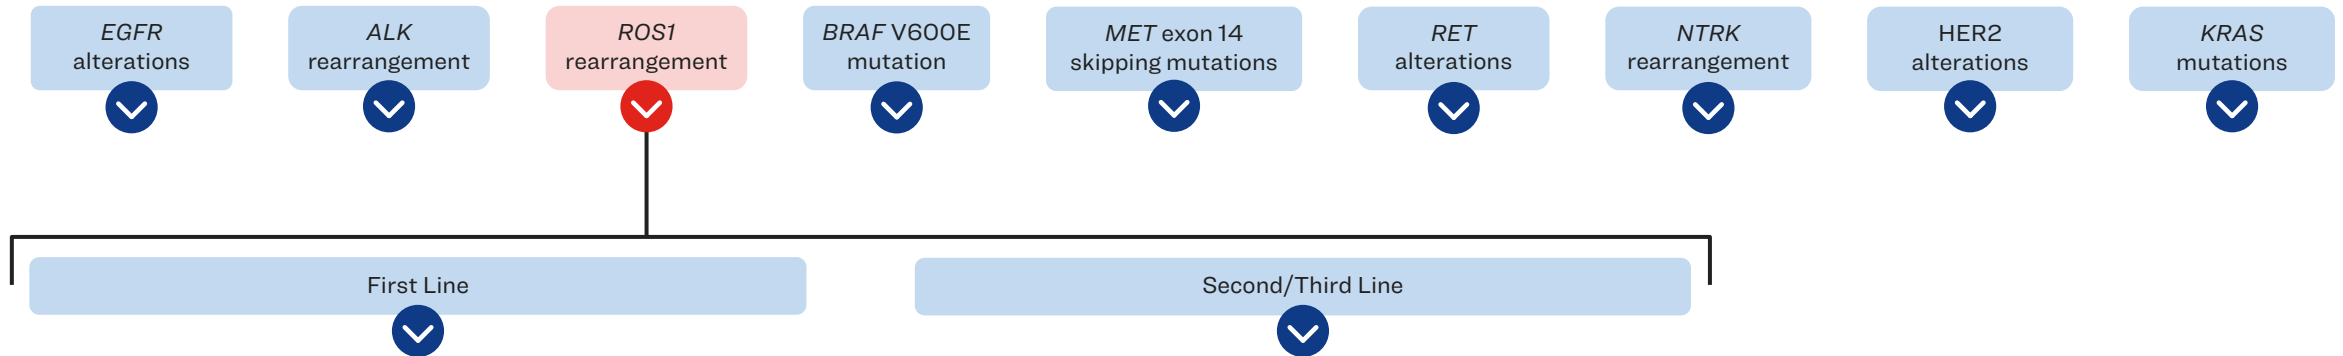 EGFR
alterations
ALK
rearrangement
ROS1
rearrangement
BRAF V600E
mutation
MET exon 14
skipping mutations
RET
alterations
NTRK
rearrangement
HER2
alterations
KRAS
mutations
First Line
Second/Third Line